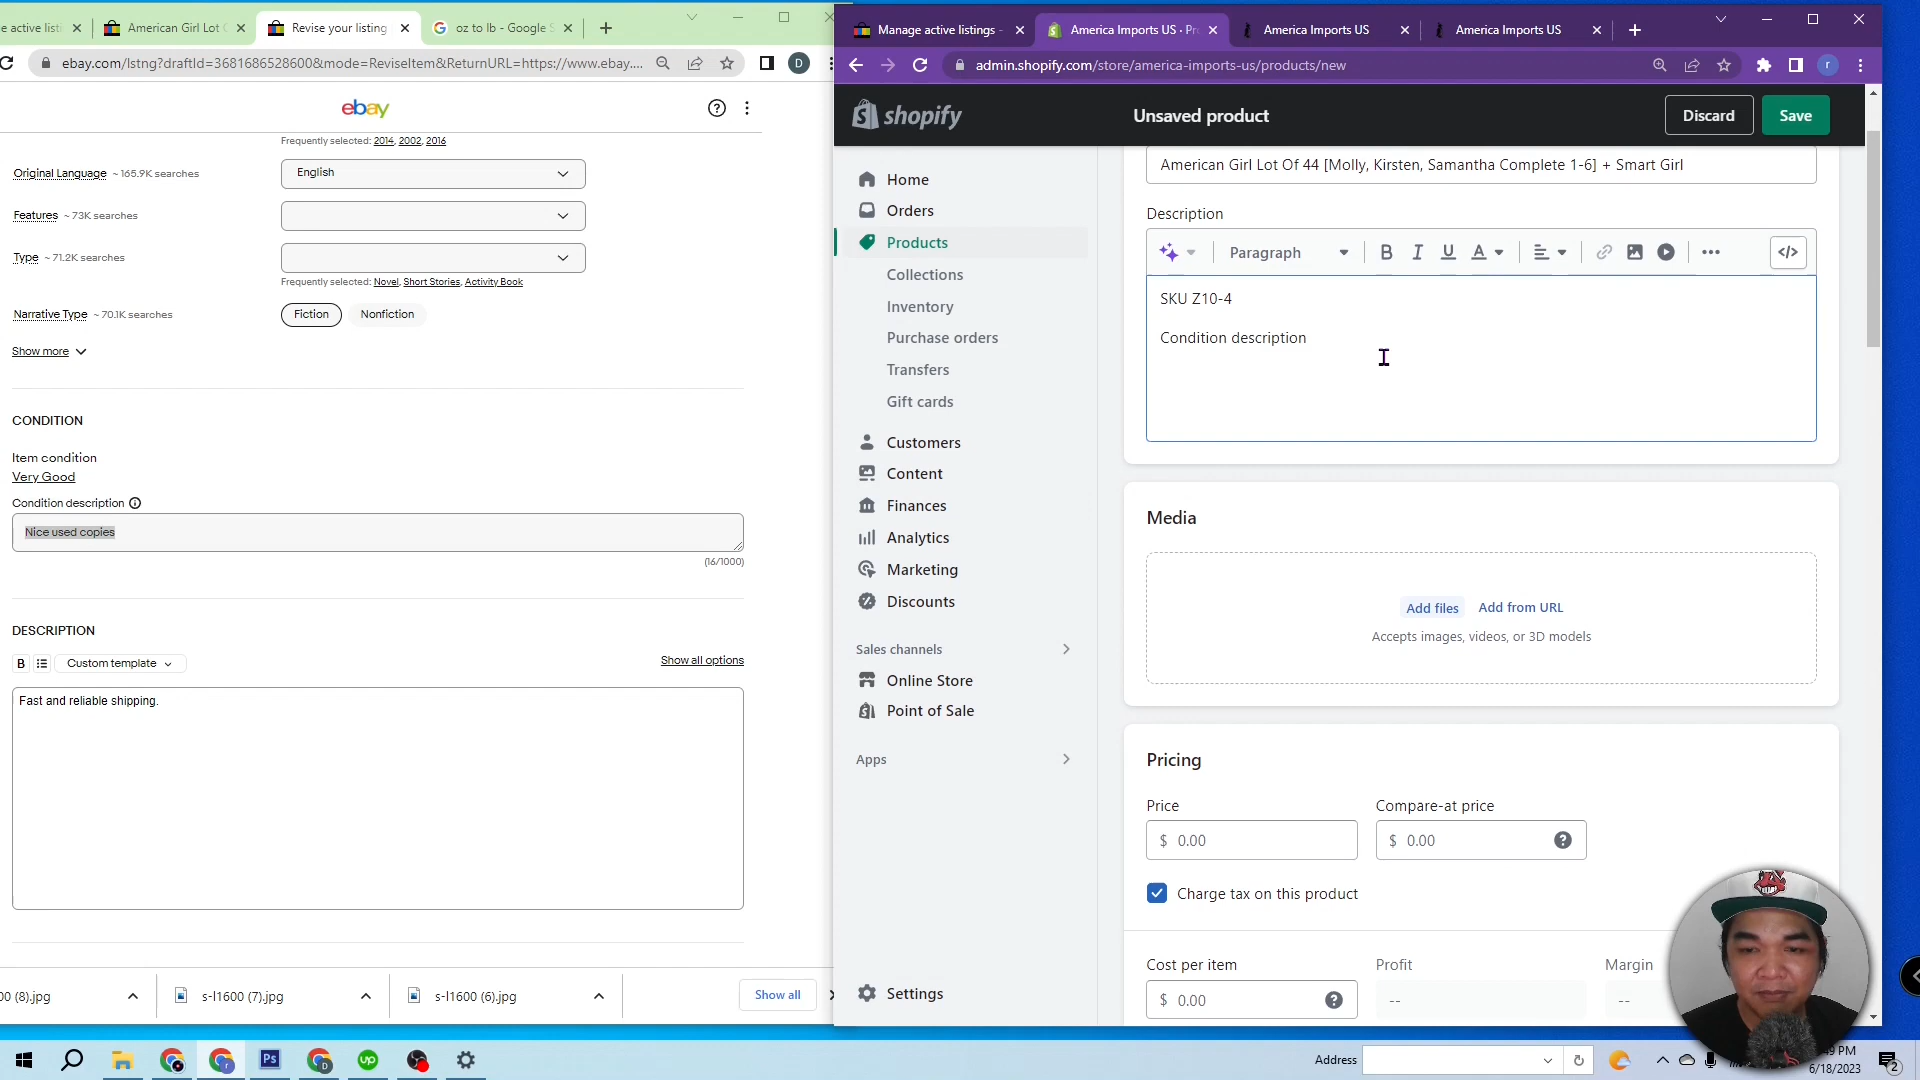 e active listi
American Girl Lot O
Revise your listing
oz to lb - Google S
ebay.com/lstng?draftId=3681686528600&mode=ReviseItem&ReturnURL=https://www.ebay....
D
ebay
Frequently selected: 2014, 2002, 2016
Original Language ~ 165.9K searches
English
Features ~ 73K searches
Type ~ 71.2K searches
Frequently selected: Novel, Short Stories, Activity Book
Narrative Type ~ 70.1K searches
Fiction
Nonfiction
Show more
CONDITION
Item condition
Very Good
Condition description
Nice used copies
(16/1000)
DESCRIPTION
B
Custom template
Show all options
Fast and reliable shipping.
00 (8).jpg
s-l1600 (7).jpg
s-l1600 (6).jpg
Show all
Manage active listings -
America Imports US · Pr
America Imports US
America Imports US
admin.shopify.com/store/america-imports-us/products/new
r
shopify
Unsaved product
Discard
Save
Home
Orders
Products
Collections
Inventory
Purchase orders
Transfers
Gift cards
Customers
Content
Finances
Analytics
Marketing
Discounts
Sales channels
Online Store
Point of Sale
Apps
Settings
American Girl Lot Of 44 [Molly, Kirsten, Samantha Complete 1-6] + Smart Girl
Description
Paragraph
B I U A
</>
SKU Z10-4
Condition description
Media
Add files
Add from URL
Accepts images, videos, or 3D models
Pricing
Price
Compare-at price
$ 0.00
$ 0.00
Charge tax on this product
Cost per item
Profit
Margin
$ 0.00
--
--
Ps
up
Address
49 PM
6/18/2023
2